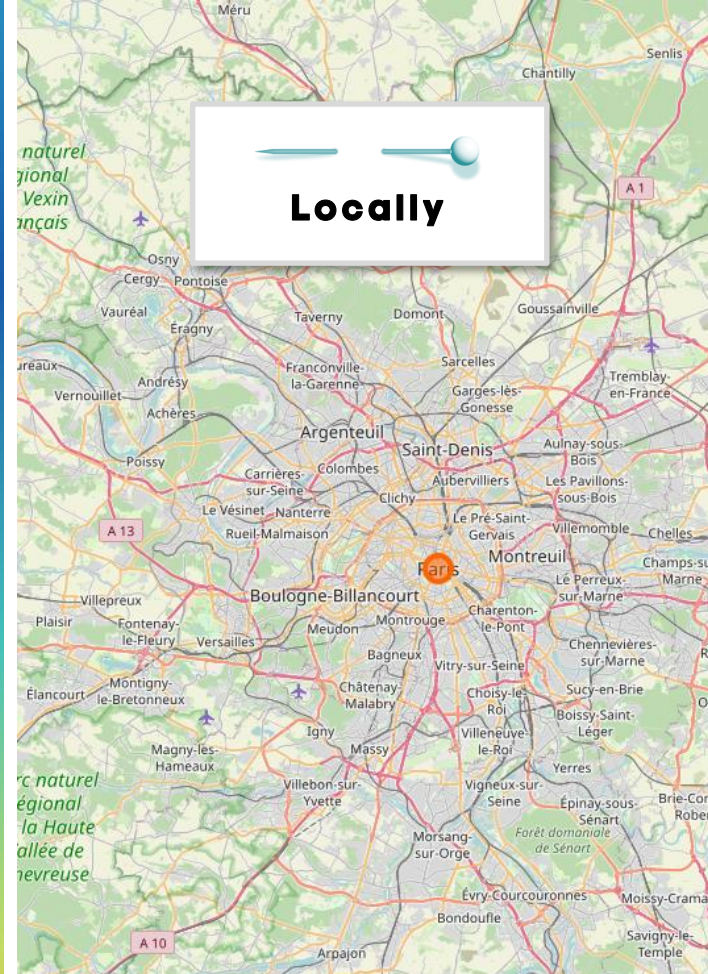 Méru
Senlis
Chantilly
naturel
gional
Vexin
ançais
Locally
A 1
Osny
Cergy
Pontoise
Vauréal
Taverny
Domont
Goussainville
Éragny
Franconville-
la-Garenne
Sarcelles
Tremblay-
en-France
ureaux
Andrésy
Vernouillet
Garges-lès-
Gonesse
Achères
Argenteuil
Saint-Denis
Aulnay-sous-
Bois
Poissy
Carrières-
sur-Seine
Colombes
Aubervilliers
Les Pavillons-
sous-Bois
Clichy
Le Vésinet
Nanterre
Le Pré-Saint-
Gervais
A 13
Rueil-Malmaison
Villemomble
Chelles
Montreuil
Paris
Champs-su
Marne
Le Perreux-
sur-Marne
Boulogne-Billancourt
Villepreux
Plaisir
Fontenay-
le-Fleury
Versailles
Meudon
Montrouge
Charenton-
le-Pont
Bagneux
Vitry-sur-Seine
Chennevières-
sur-Marne
R
Élancourt
Montigny-
le-Bretonneux
Châtenay-
Malabry
Choisy-le-
Roi
Sucy-en-Brie
O
Boissy-Saint-
Léger
Igny
Villeneuve-
le-Roi
Magny-les-
Hameaux
Massy
Yerres
rc naturel
égional
la Haute
allée de
hevreuse
Villebon-sur-
Yvette
Vigneux-sur-
Seine
Épinay-sous-
Sénart
Brie-Cor
Robe
Morsang-
sur-Orge
Forêt domaniale
de Sénart
Évry-Courcouronnes
Moissy-Crama
Bondoufle
A 10
Arpajon
Savigny-le-
Temple